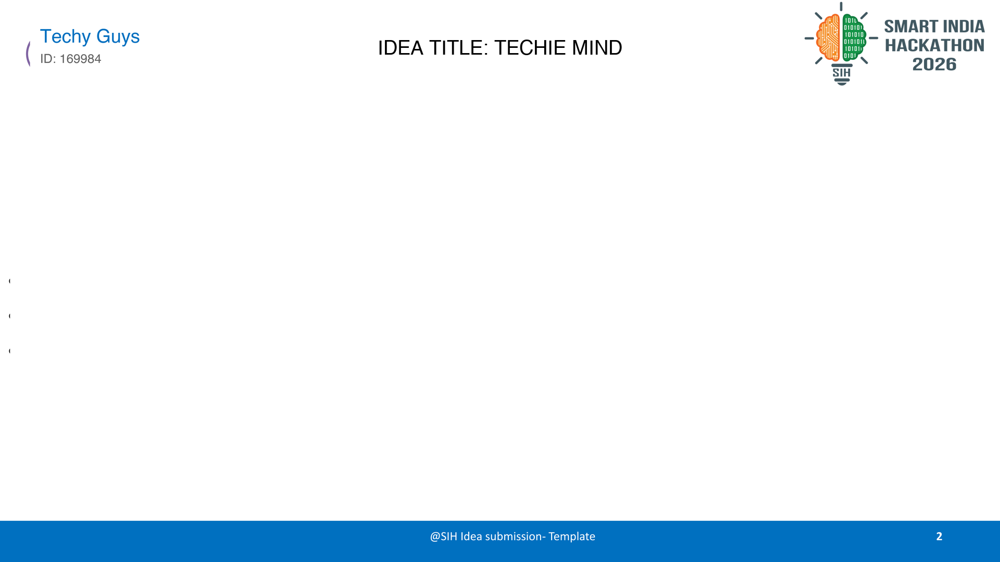 Techy Guys
ID: 169984
IDEA TITLE: TECHIE MIND
SMART INDIA
HACKATHON
2026
SIH
@SIH Idea submission- Template
2